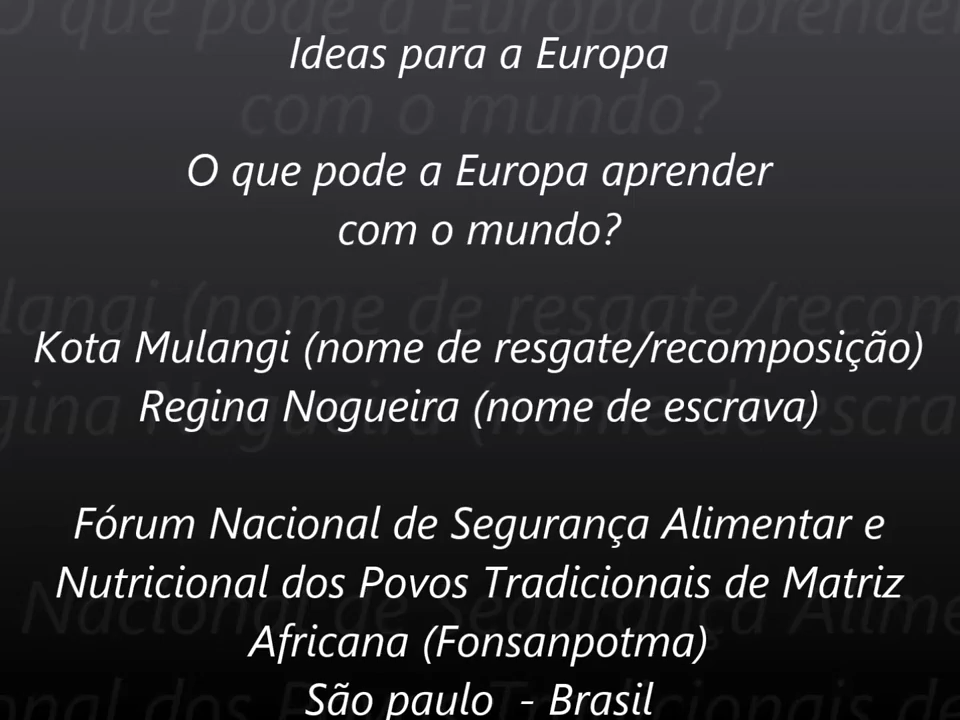 Ideas para a Europa
O que pode a Europa aprender
com o mundo?
Kota Mulangi (nome de resgate/recomposição)
Regina Nogueira (nome de escrava)
Fórum Nacional de Segurança Alimentar e
Nutricional dos Povos Tradicionais de Matriz
Africana (Fonsanpotma)
São paulo - Brasil